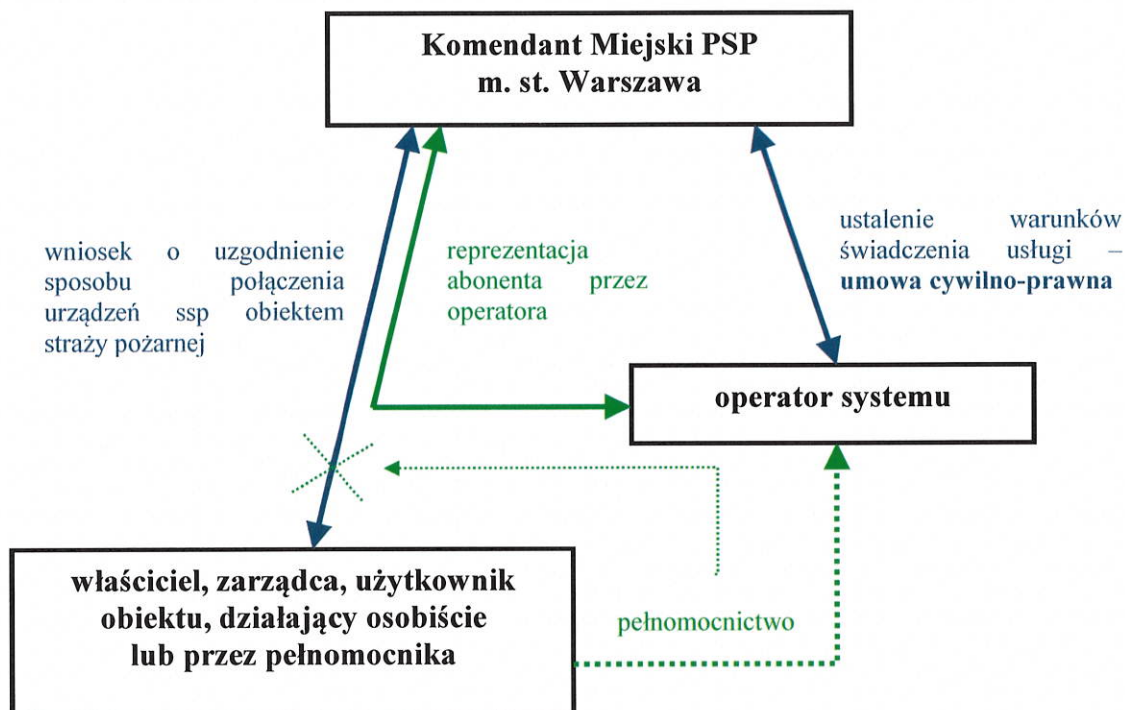 Komendant Miejski PSP
m. st. Warszawa
wniosek o uzgodnienie
sposobu połączenia
urządzeń ssp obiektem
straży pożarnej
reprezentacja
abonenta przez
operatora
ustalenie warunków
świadczenia usługi –
umowa cywilno-prawna
operator systemu
właściciel, zarządca, użytkownik
obiektu, działający osobiście
lub przez pełnomocnika
pełnomocnictwo